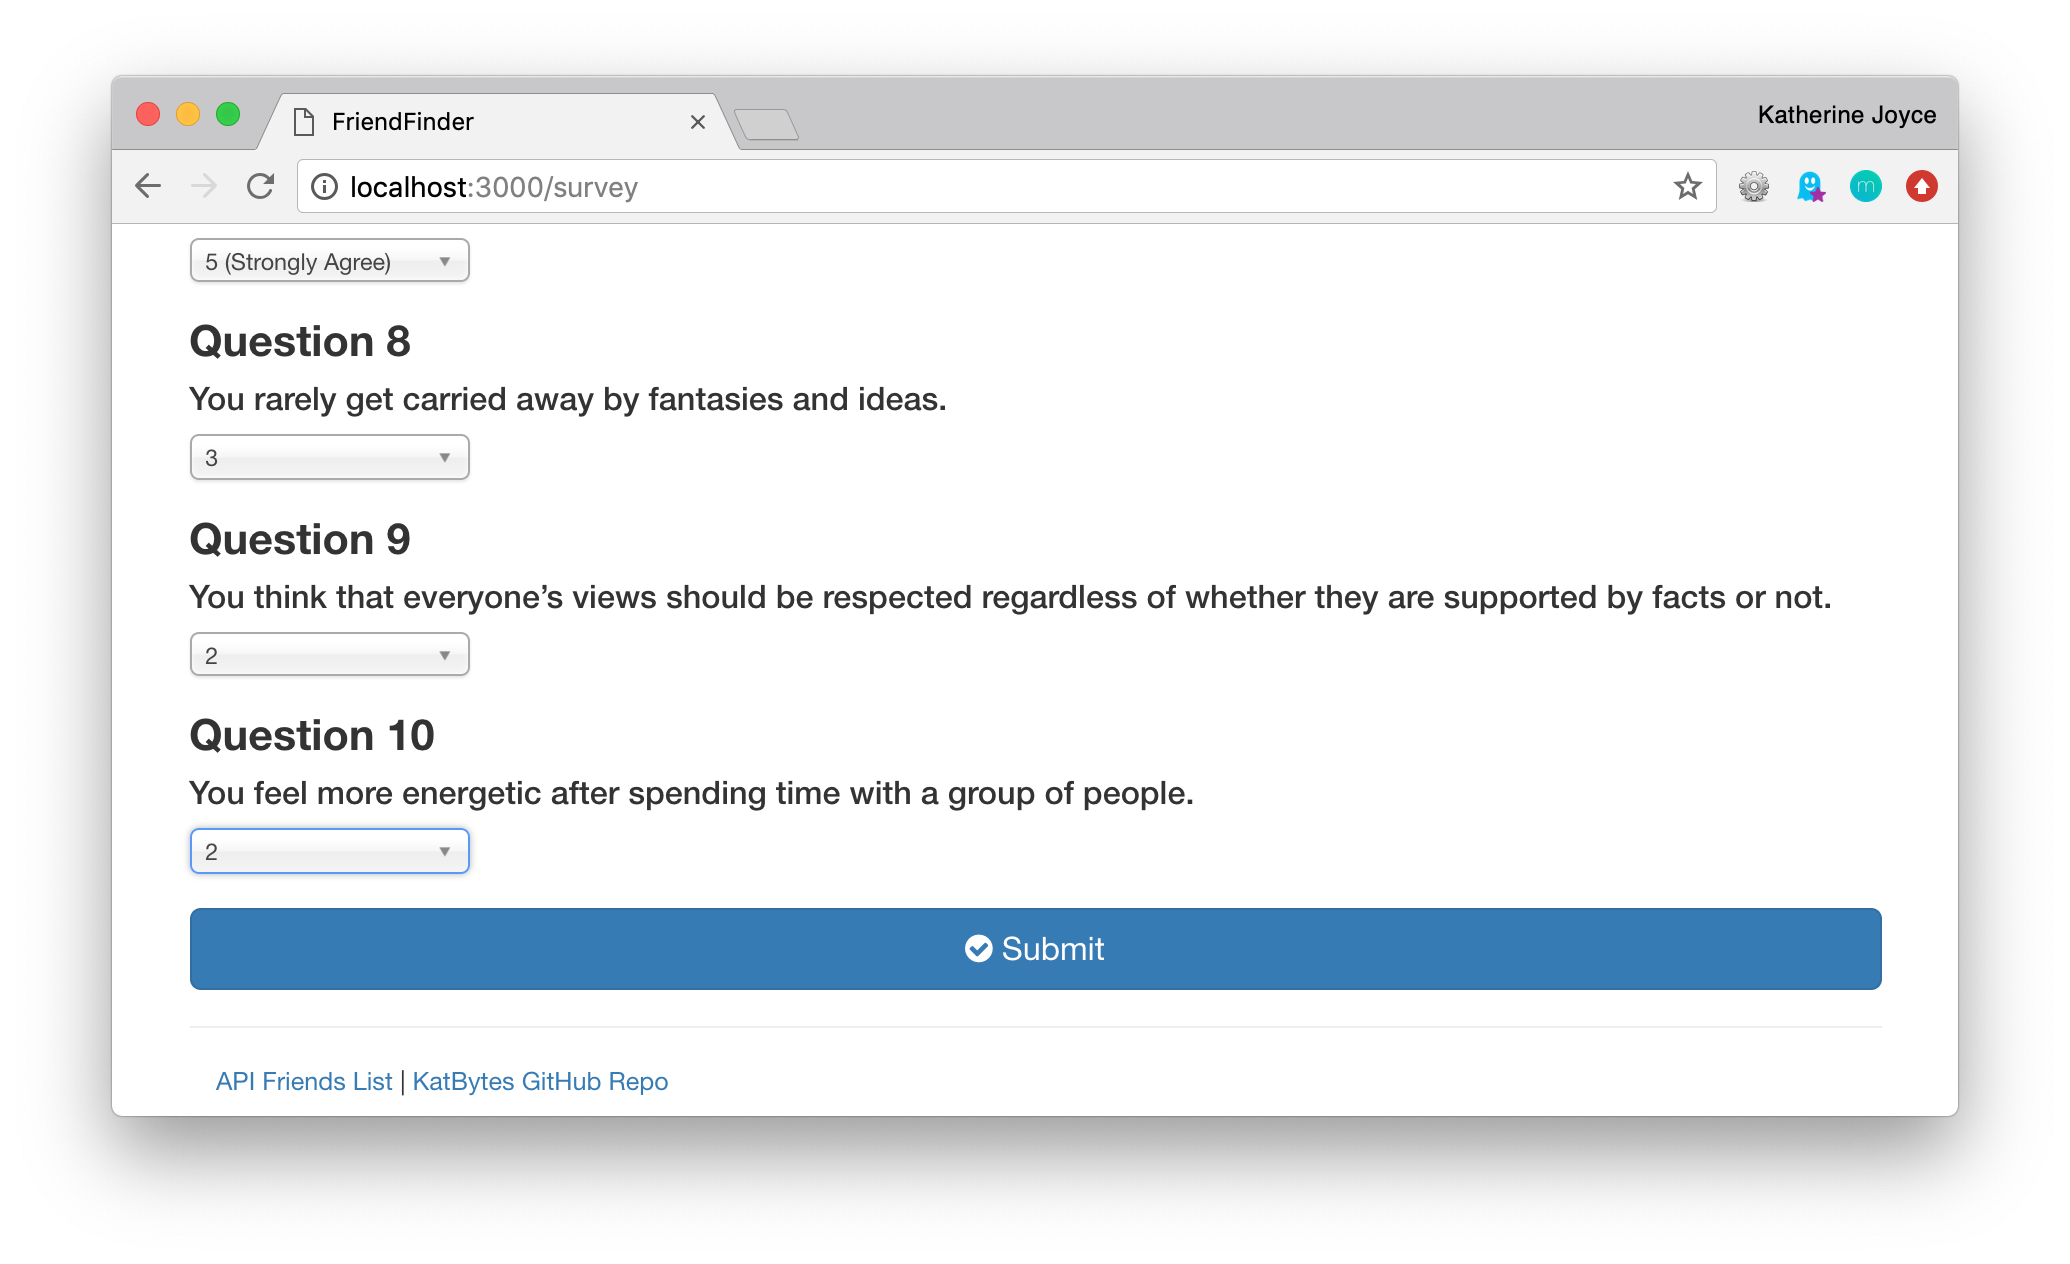 FriendFinder
Katherine Joyce
localhost:3000/survey
m
5 (Strongly Agree)
Question 8
You rarely get carried away by fantasies and ideas.
3
Question 9
You think that everyone’s views should be respected regardless of whether they are supported by facts or not.
2
Question 10
You feel more energetic after spending time with a group of people.
2
Submit
API Friends List | KatBytes GitHub Repo